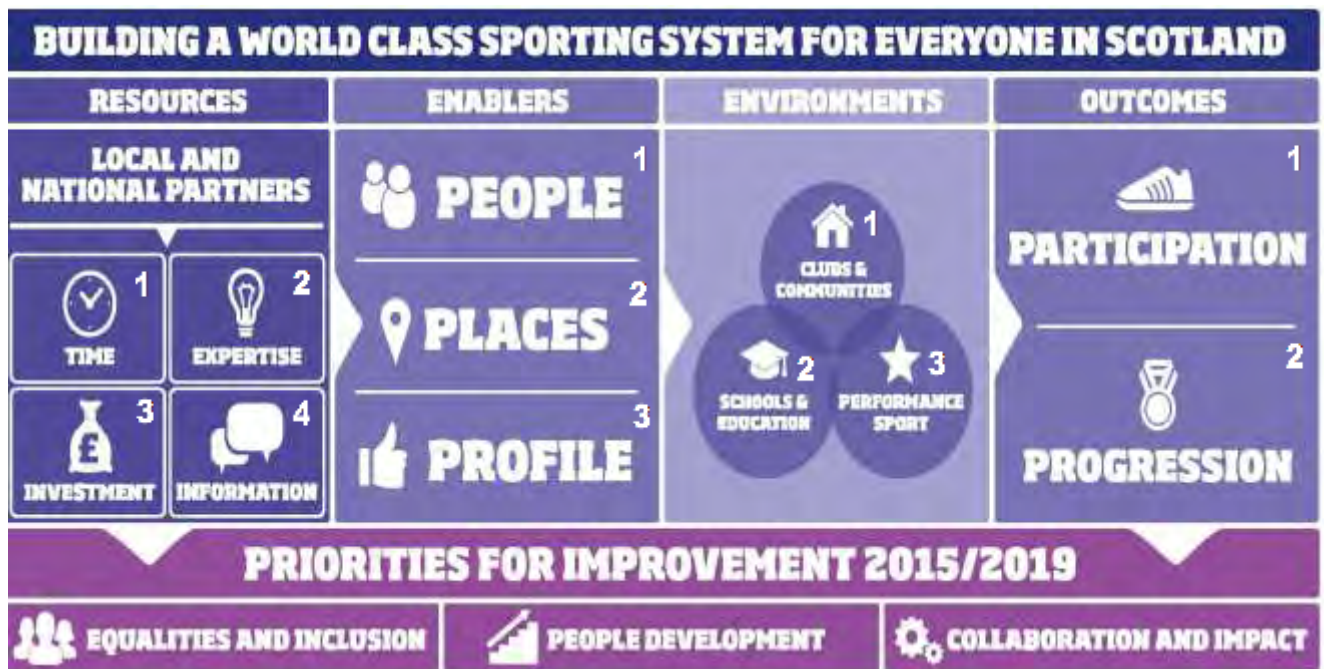 BUILDING A WORLD CLASS SPORTING SYSTEM FOR EVERYONE IN SCOTLAND
RESOURCES
LOCAL AND
NATIONAL PARTNERS
1
TIME
2
EXPERTISE
3
£
INVESTMENT
4
INFORMATION
ENABLERS
1
PEOPLE
2
PLACES
3
PROFILE
ENVIRONMENTS
1
CLUBS &
COMMUNITIES
2
SCHOOLS &
EDUCATION
3
PERFORMANCE
SPORT
OUTCOMES
1
PARTICIPATION
2
PROGRESSION
PRIORITIES FOR IMPROVEMENT 2015/2019
EQUALITIES AND INCLUSION
PEOPLE DEVELOPMENT
COLLABORATION AND IMPACT